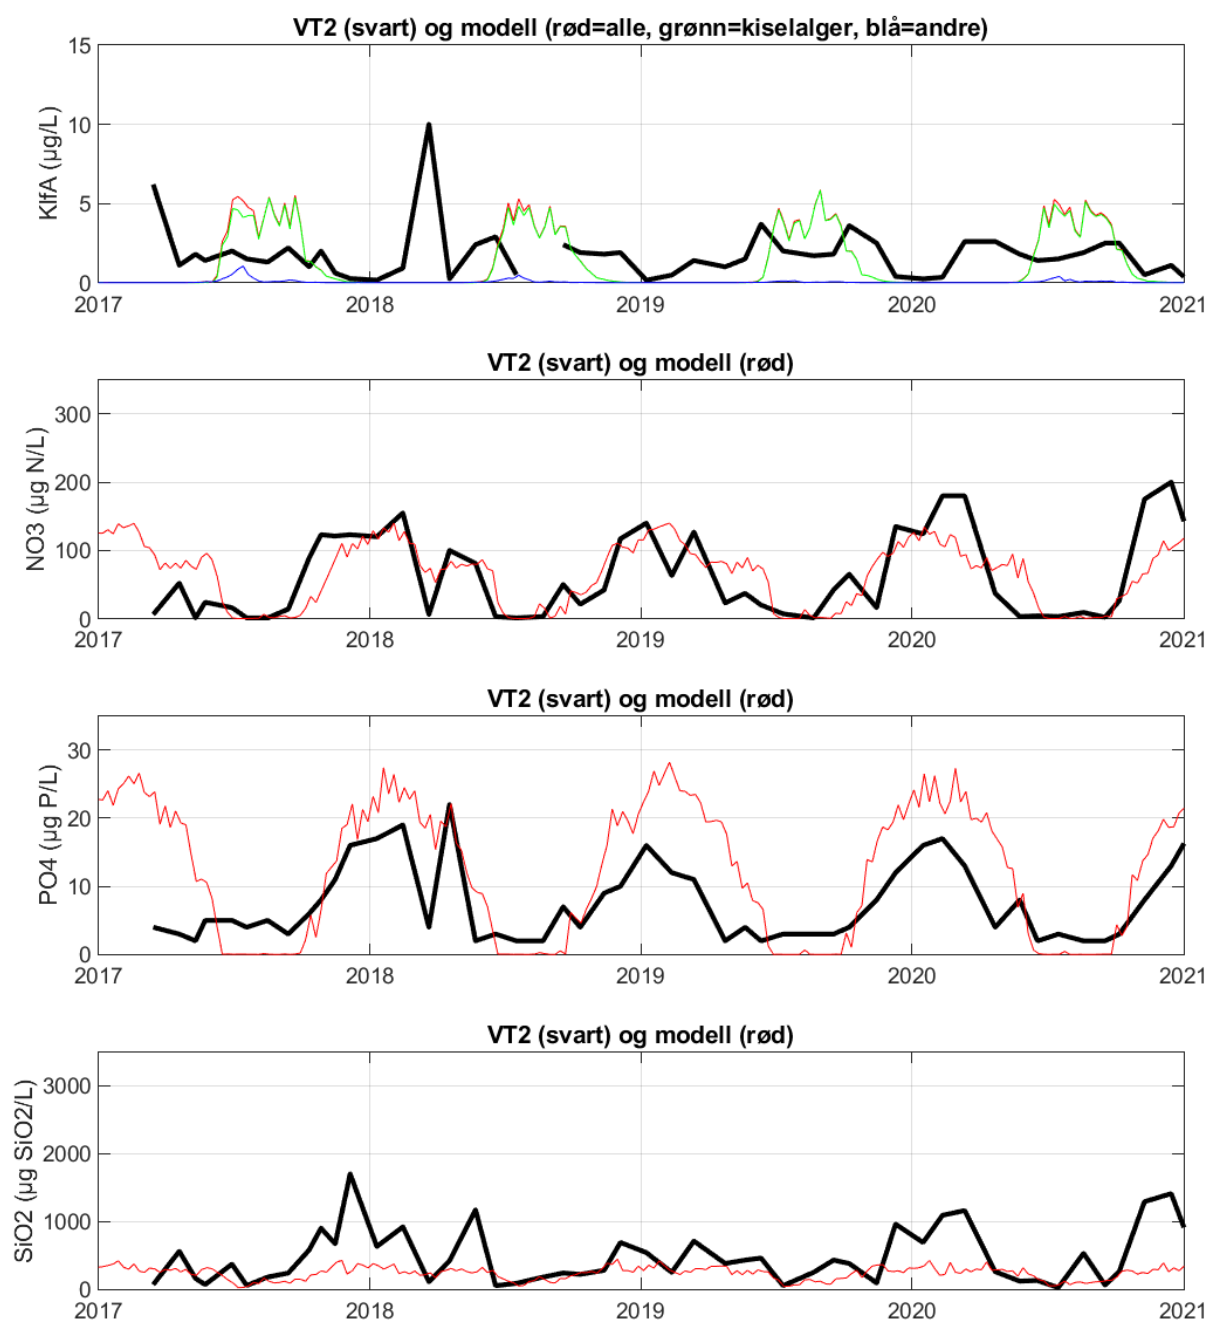 VT2 (svart) og modell (rød=alle, grønn=kiselalger, blå=andre)
KlfA (µg/L)
15
10
5
0
2017 2018 2019 2020 2021
VT2 (svart) og modell (rød)
NO3 (µg N/L)
300
200
100
0
2017 2018 2019 2020 2021
VT2 (svart) og modell (rød)
PO4 (µg P/L)
30
20
10
0
2017 2018 2019 2020 2021
VT2 (svart) og modell (rød)
SiO2 (µg SiO2/L)
3000
2000
1000
0
2017 2018 2019 2020 2021